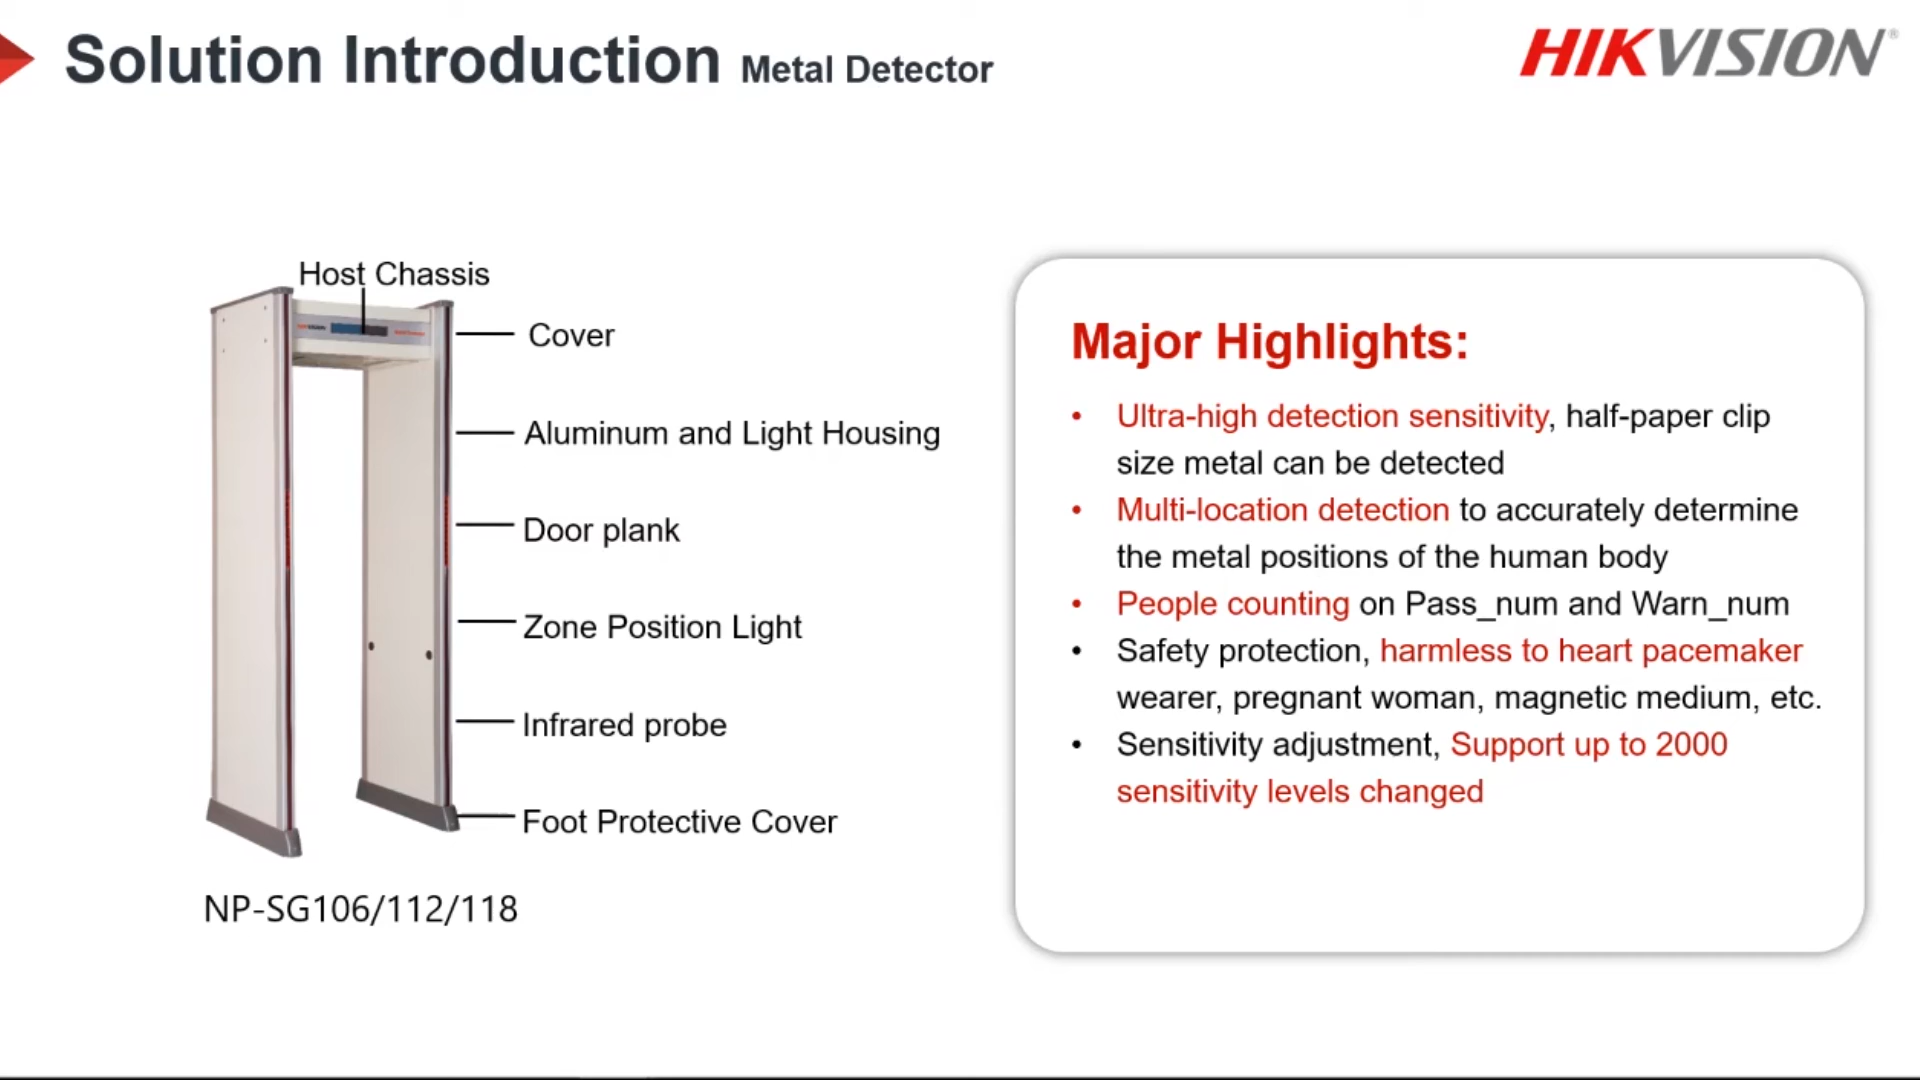 Solution Introduction Metal Detector
HIKVISION®
Host Chassis
Cover
Aluminum and Light Housing
Door plank
Zone Position Light
Infrared probe
Foot Protective Cover
NP-SG106/112/118
Major Highlights:
• Ultra-high detection sensitivity, half-paper clip
size metal can be detected
• Multi-location detection to accurately determine
the metal positions of the human body
• People counting on Pass_num and Warn_num
• Safety protection, harmless to heart pacemaker
wearer, pregnant woman, magnetic medium, etc.
• Sensitivity adjustment, Support up to 2000
sensitivity levels changed